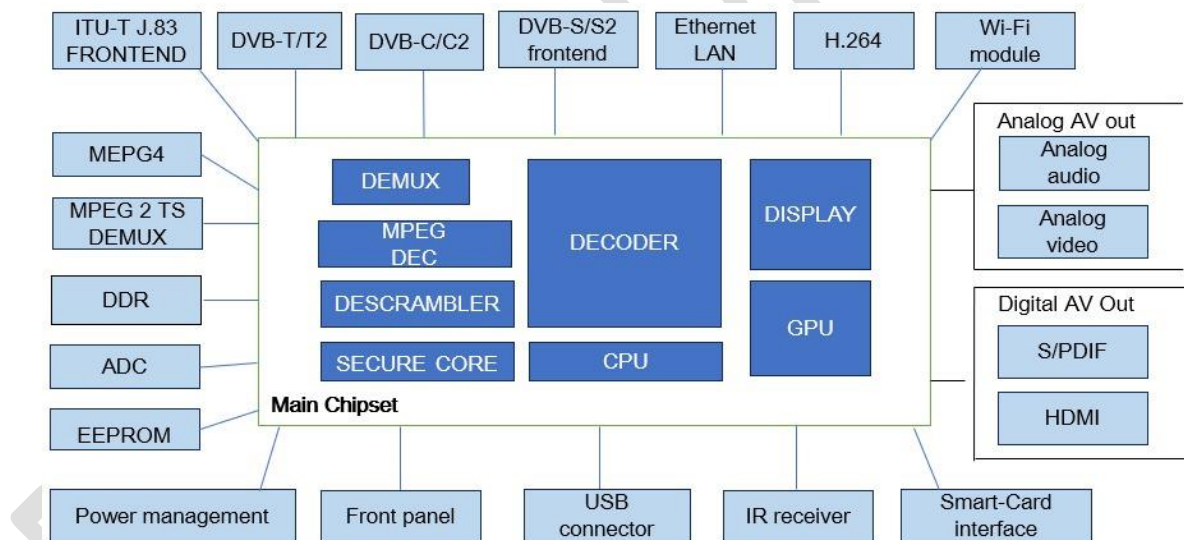 ITU-T J.83
FRONTEND
DVB-T/T2
DVB-C/C2
DVB-S/S2
frontend
Ethernet
LAN
H.264
Wi-Fi
module
MEPG4
MPEG 2 TS
DEMUX
DDR
ADC
EEPROM
DEMUX
MPEG
DEC
DESCRAMBLER
SECURE CORE
DECODER
CPU
DISPLAY
GPU
Main Chipset
Analog AV out
Analog
audio
Analog
video
Digital AV Out
S/PDIF
HDMI
Power management
Front panel
USB
connector
IR receiver
Smart-Card
interface